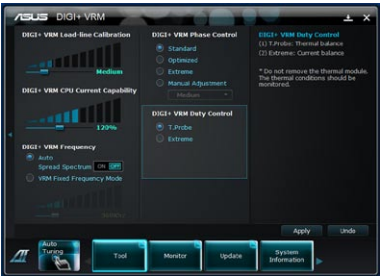 ASUS DIGI+ VRM
DIGI+ VRM Load-line Calibration
Medium
DIGI+ VRM CPU Current Capability
120%
DIGI+ VRM Frequency
Auto
Spread Spectrum ON OFF
VRM Fixed Frequency Mode
DIGI+ VRM Phase Control
Standard
Optimized
Extreme
Manual Adjustment
Medium
DIGI+ VRM Duty Control
T.Probe
Extreme
DIGI+ VRM Duty Control
(1) T.Probe: Thermal balance
(2) Extreme: Current balance
* Do not remove the thermal module.
The thermal conditions should be
monitored.
Apply Undo
Auto
Tuning
Tool
Monitor
Update
System
Information